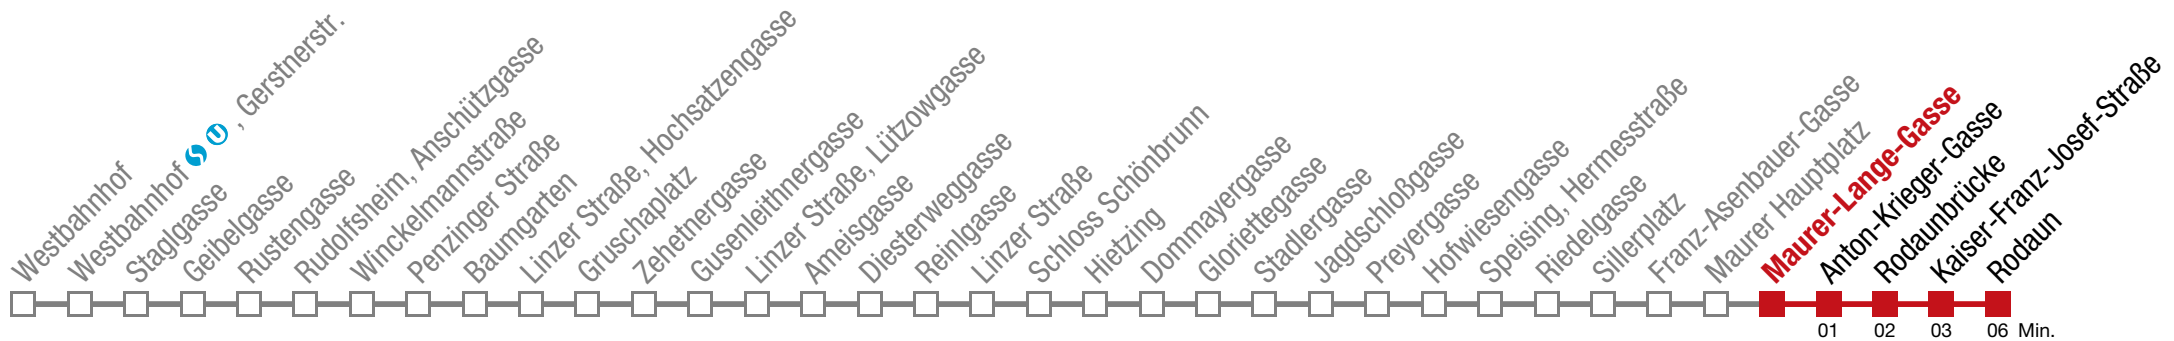 Westbahnhof
Westbahnhof S U, Gerstnerstr.
Staglgasse
Geibelgasse
Rustengasse
Rudolfsheim, Anschützgasse
Winckelmannstraße
Penzinger Straße
Baumgarten
Linzer Straße, Hochsatzengasse
Gruschaplatz
Zehetnergasse
Gusenleithnergasse
Linzer Straße, Lützowgasse
Ameisgasse
Diesterweggasse
Reinlgasse
Linzer Straße
Schloss Schönbrunn
Hietzing
Dommayergasse
Gloriettegasse
Stadlergasse
Jagdschloßgasse
Preyergasse
Hofwiesengasse
Speising, Hermesstraße
Riedelgasse
Sillerplatz
Franz-Asenbauer-Gasse
Maurer Hauptplatz
Maurer-Lange-Gasse
Anton-Krieger-Gasse
Rodaunbrücke
Kaiser-Franz-Josef-Straße
Rodaun
01 02 03 06 Min.